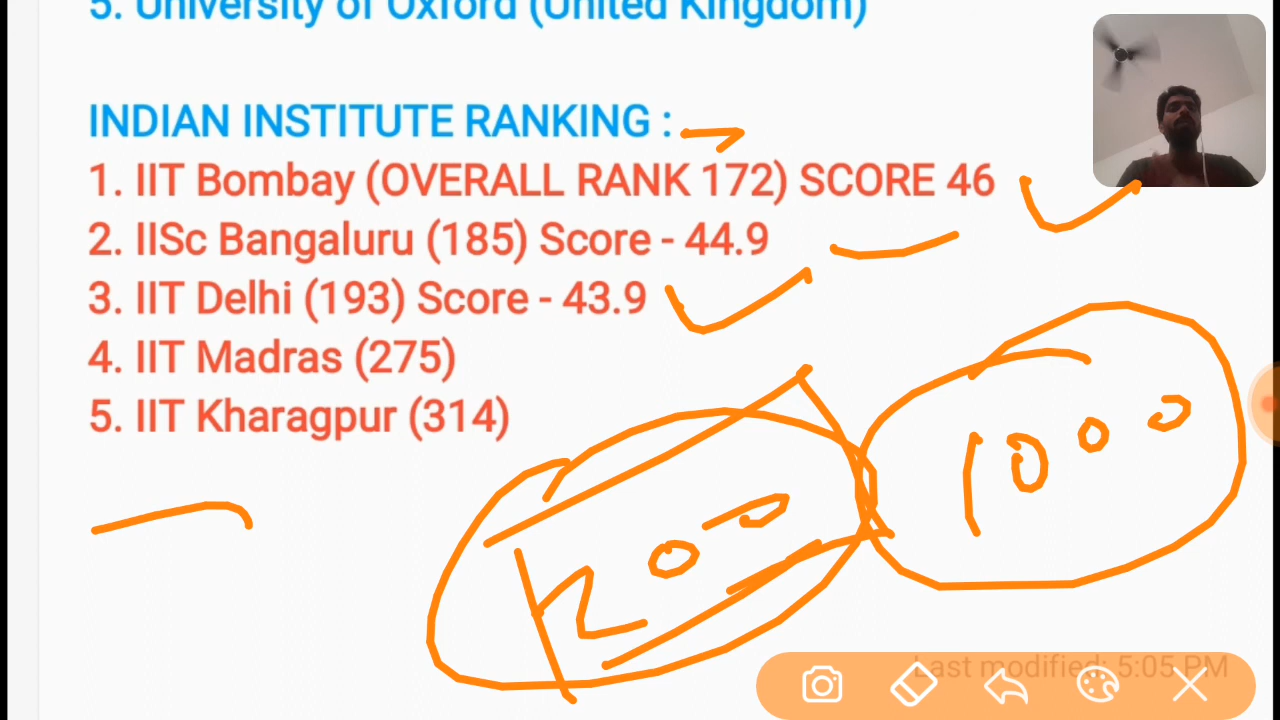 5. University of Oxford (United Kingdom)
INDIAN INSTITUTE RANKING :
1. IIT Bombay (OVERALL RANK 172) SCORE 46
2. IISc Bangaluru (185) Score - 44.9
3. IIT Delhi (193) Score - 43.9
4. IIT Madras (275)
5. IIT Kharagpur (314)
1000
Last modified: 5:05 PM